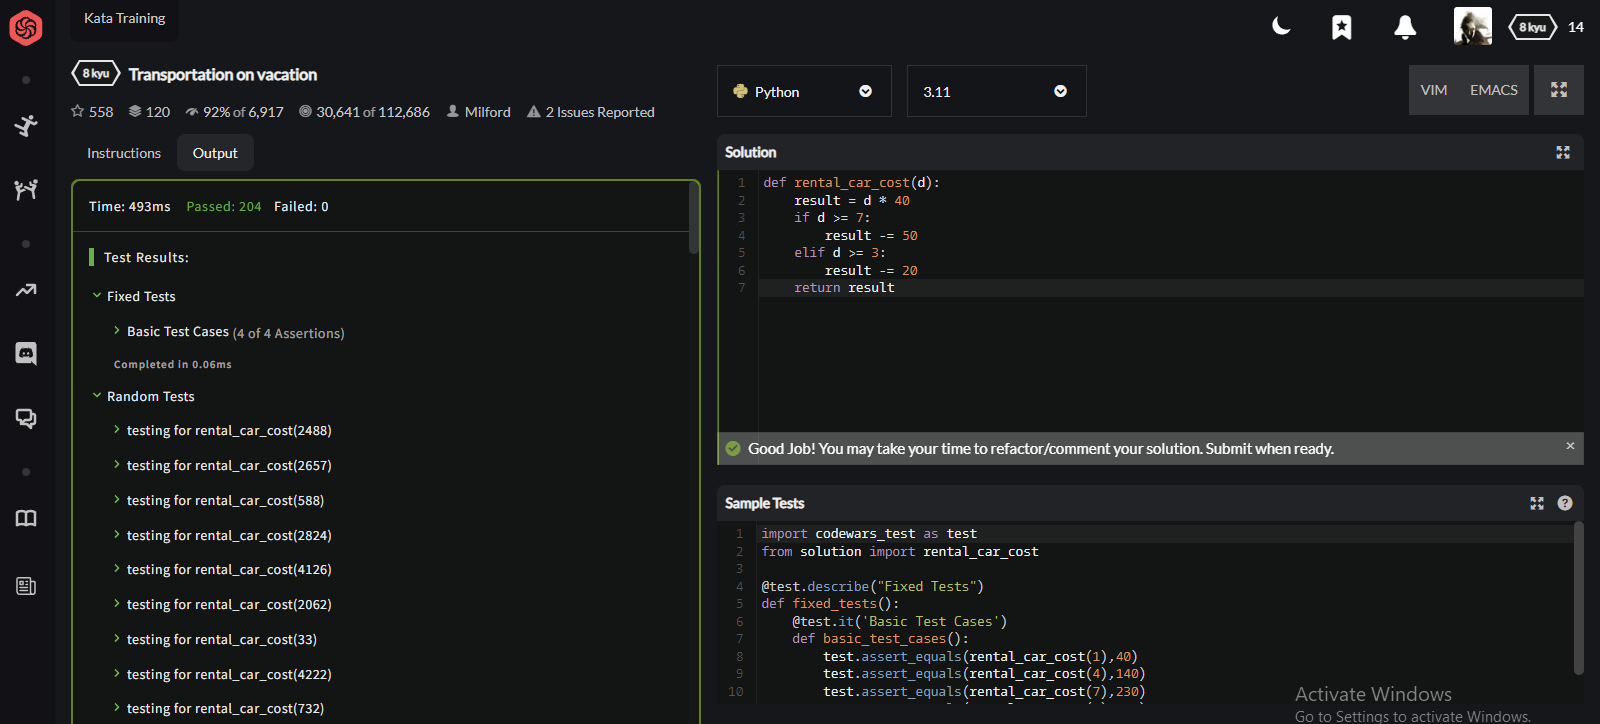 Kata Training
8 kyu
14
8 kyu Transportation on vacation
558 120 92% of 6,917 30,641 of 112,686 Milford 2 Issues Reported
Instructions Output
Time: 493ms Passed: 204 Failed: 0
Test Results:
Fixed Tests
Basic Test Cases (4 of 4 Assertions)
Completed in 0.06ms
Random Tests
testing for rental_car_cost(2488)
testing for rental_car_cost(2657)
testing for rental_car_cost(588)
testing for rental_car_cost(2824)
testing for rental_car_cost(4126)
testing for rental_car_cost(2062)
testing for rental_car_cost(33)
testing for rental_car_cost(4222)
testing for rental_car_cost(732)
Python 3.11 VIM EMACS
Solution
1 def rental_car_cost(d):
2 result = d * 40
3 if d >= 7:
4 result -= 50
5 elif d >= 3:
6 result -= 20
7 return result
Good Job! You may take your time to refactor/comment your solution. Submit when ready.
Sample Tests
1 import codewars_test as test
2 from solution import rental_car_cost
3
4 @test.describe("Fixed Tests")
5 def fixed_tests():
6 @test.it('Basic Test Cases')
7 def basic_test_cases():
8 test.assert_equals(rental_car_cost(1),40)
9 test.assert_equals(rental_car_cost(4),140)
10 test.assert_equals(rental_car_cost(7),230)
Activate Windows
Go to Settings to activate Windows.